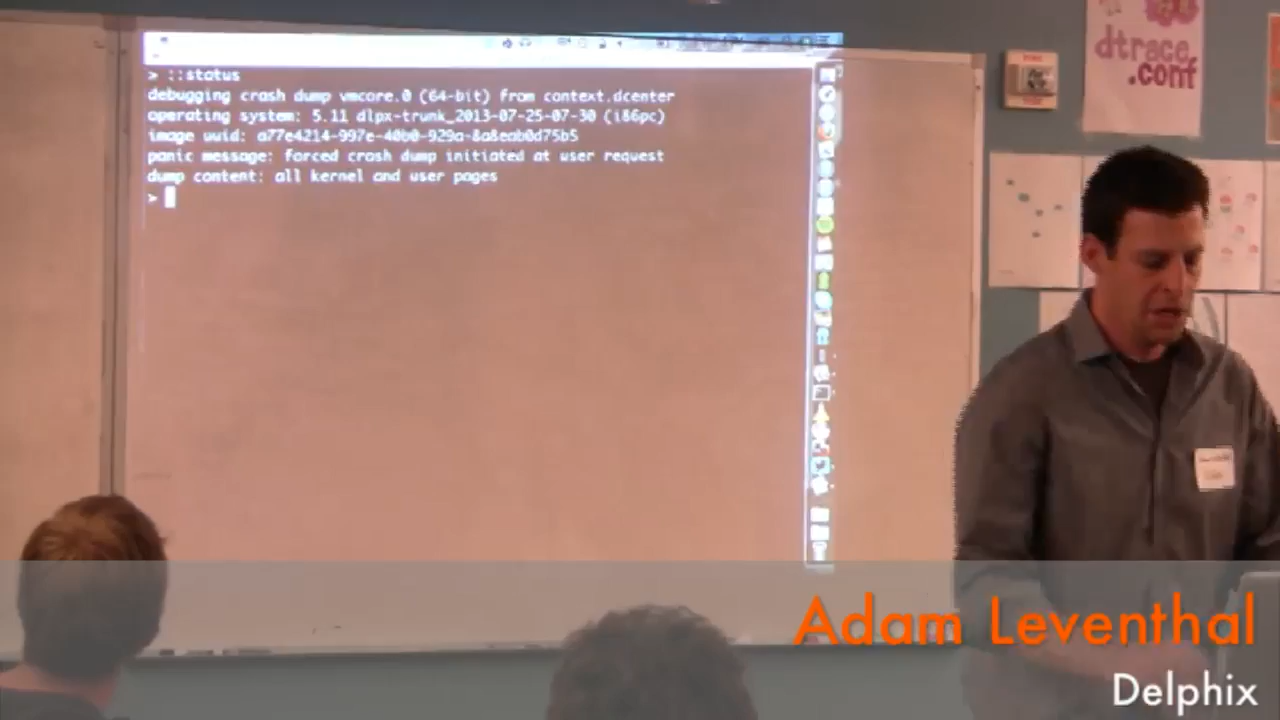 > ::status
debugging crash dump vmcore.0 (64-bit) from context.dcenter
operating system: 5.11 dlpx-trunk_2013-07-25-07-30 (i86pc)
image uuid: a77e4214-997e-40b0-929a-8a8eab0d75b5
panic message: forced crash dump initiated at user request
dump content: all kernel and user pages
>
dtrace
.conf
FIRE
Adam Leventhal
Delphix